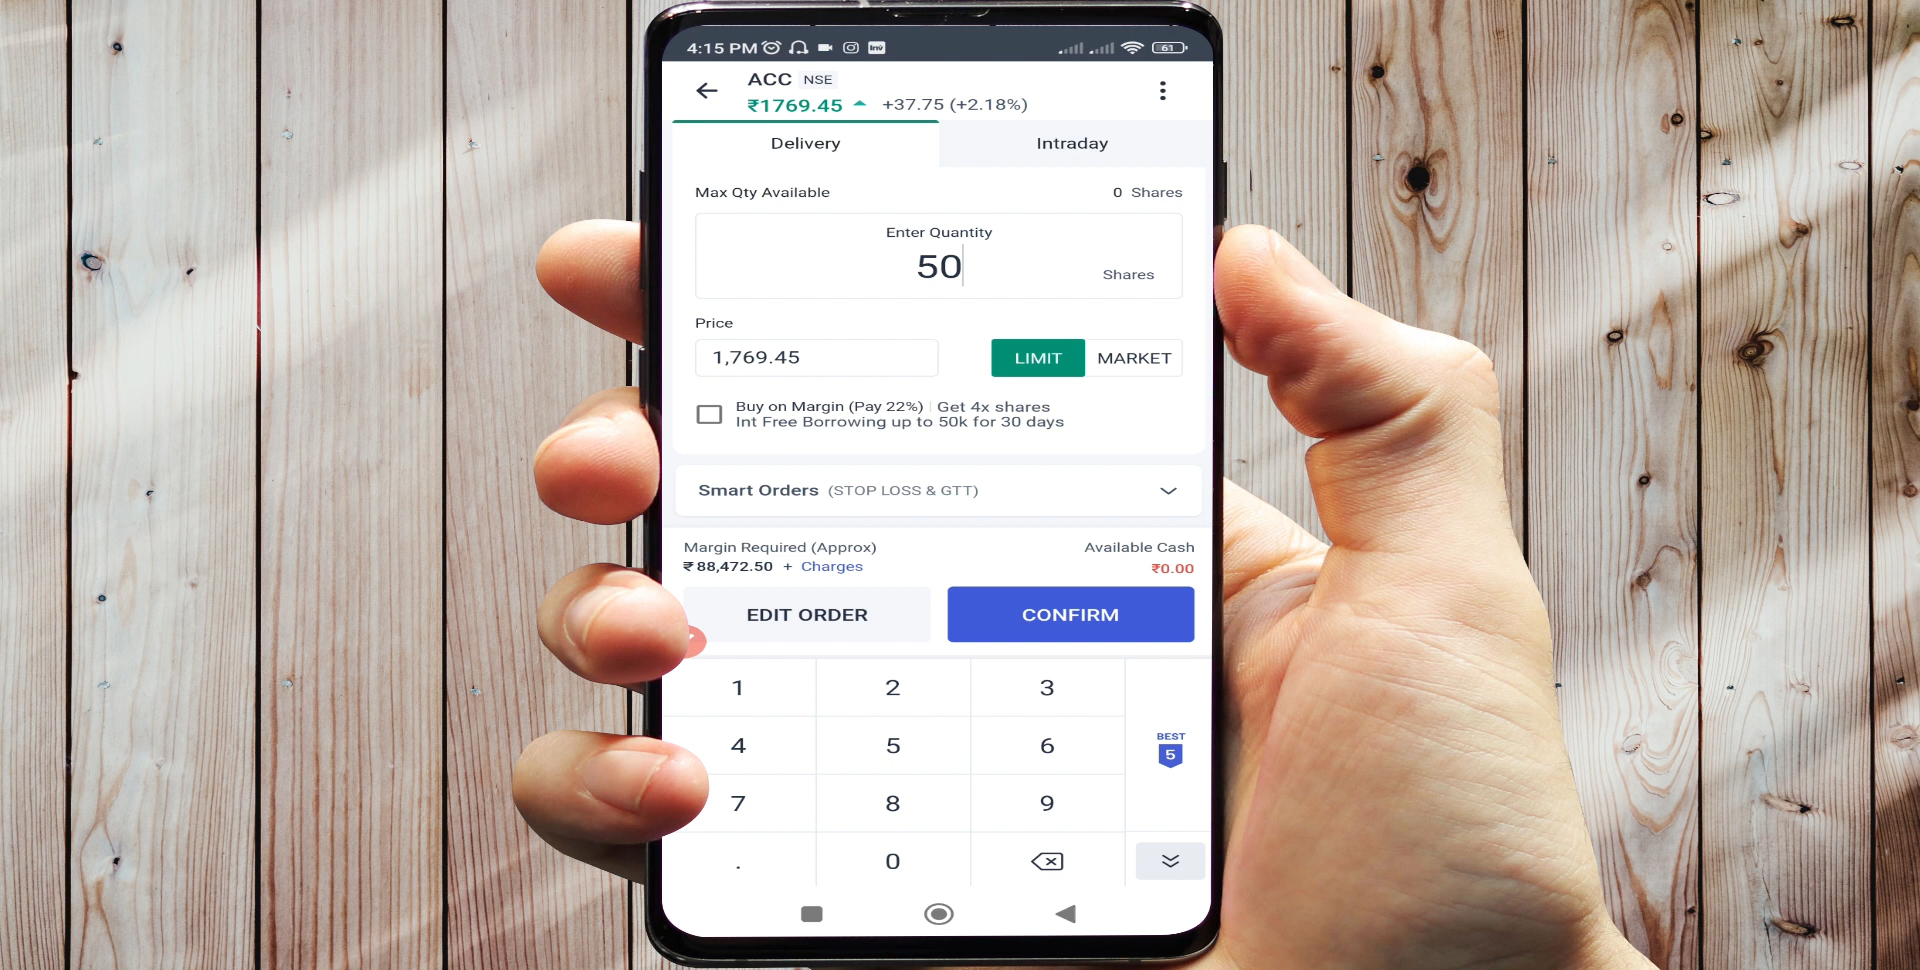 4:15 PM 61
ACC NSE
₹1769.45 +37.75 (+2.18%)
Delivery Intraday
Max Qty Available 0 Shares
Enter Quantity
50
Shares
Price
1,769.45 LIMIT MARKET
Buy on Margin (Pay 22%) Get 4x shares
Int Free Borrowing up to 50k for 30 days
Smart Orders (STOP LOSS & GTT)
Margin Required (Approx) Available Cash
₹ 88,472.50 + Charges ₹0.00
EDIT ORDER CONFIRM
1 2 3
4 5 6
BEST
5
7 8 9
. 0